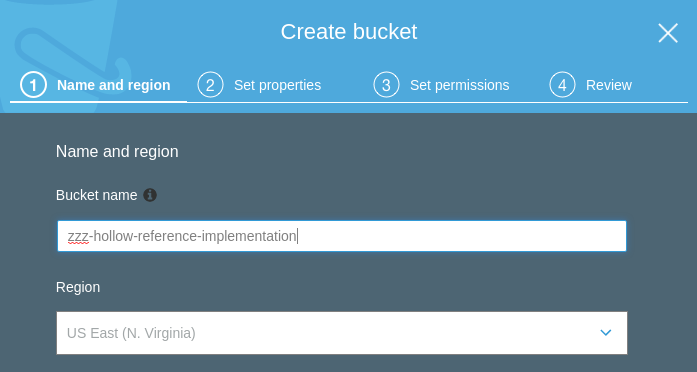 Create bucket
1 Name and region 2 Set properties 3 Set permissions 4 Review
Name and region
Bucket name
zzz-hollow-reference-implementation
Region
US East (N. Virginia)